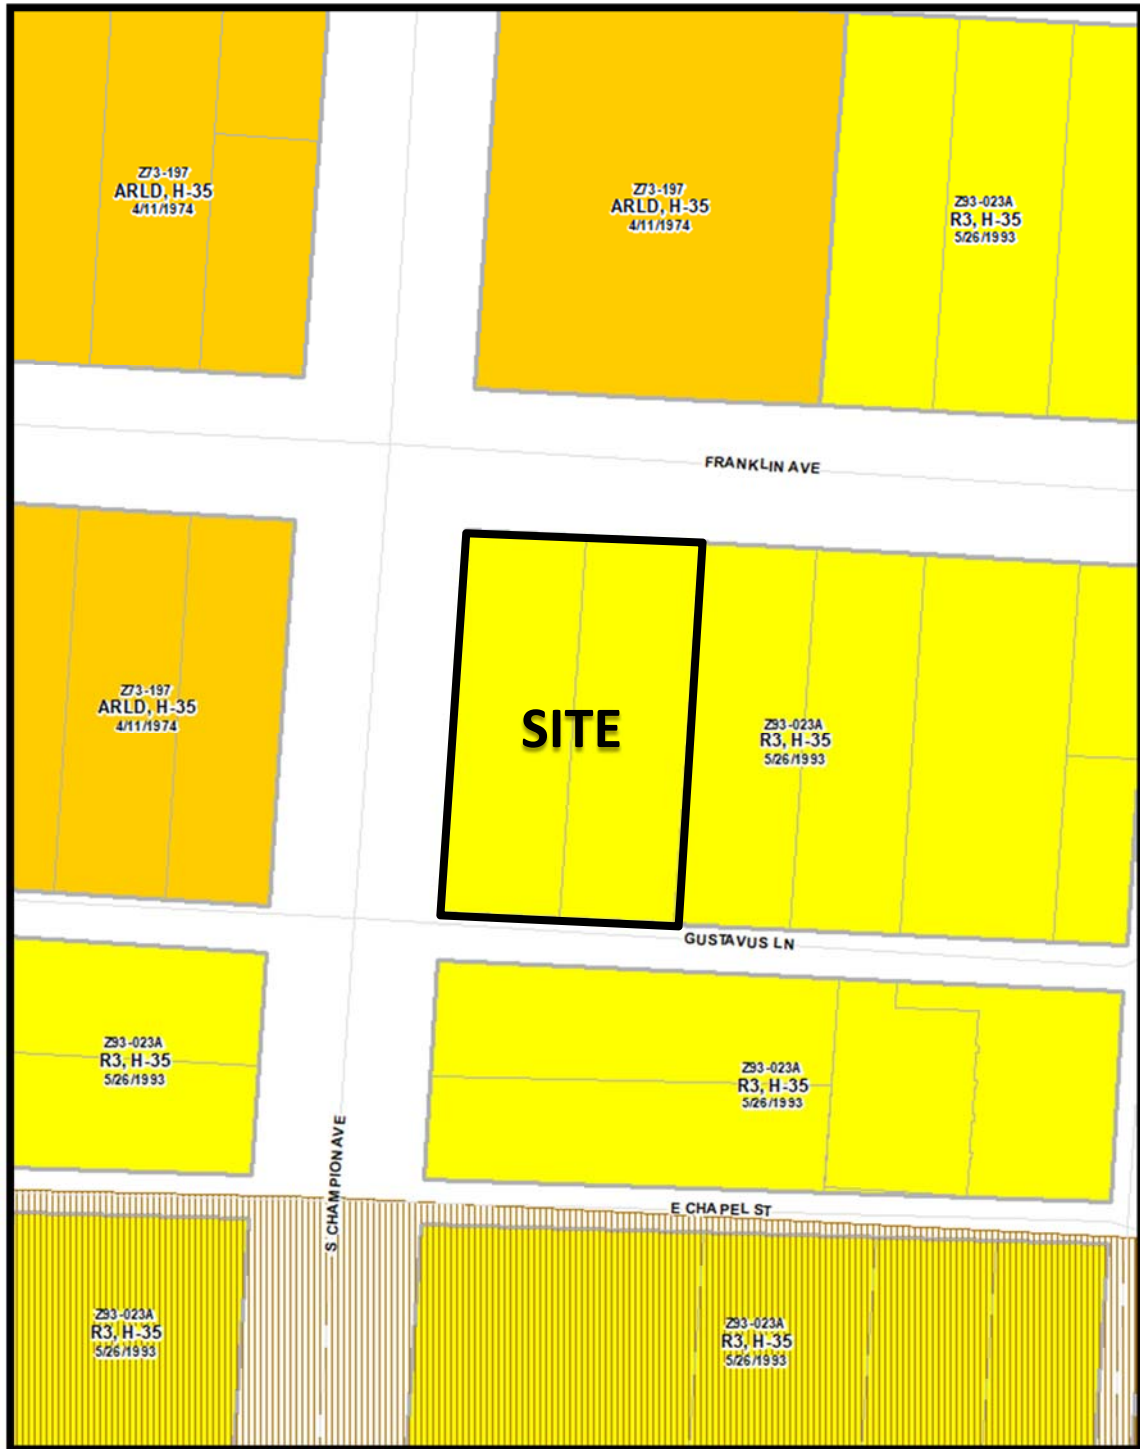 Z73-197
ARLD, H-35
4/11/1974
Z73-197
ARLD, H-35
4/11/1974
Z93-023A
R3, H-35
5/26/1993
FRANKLIN AVE
Z73-197
ARLD, H-35
4/11/1974
SITE
Z93-023A
R3, H-35
5/26/1993
GUSTAVUS LN
Z93-023A
R3, H-35
5/26/1993
Z93-023A
R3, H-35
5/26/1993
S CHAMPION AVE
E CHAPEL ST
Z93-023A
R3, H-35
5/26/1993
Z93-023A
R3, H-35
5/26/1993